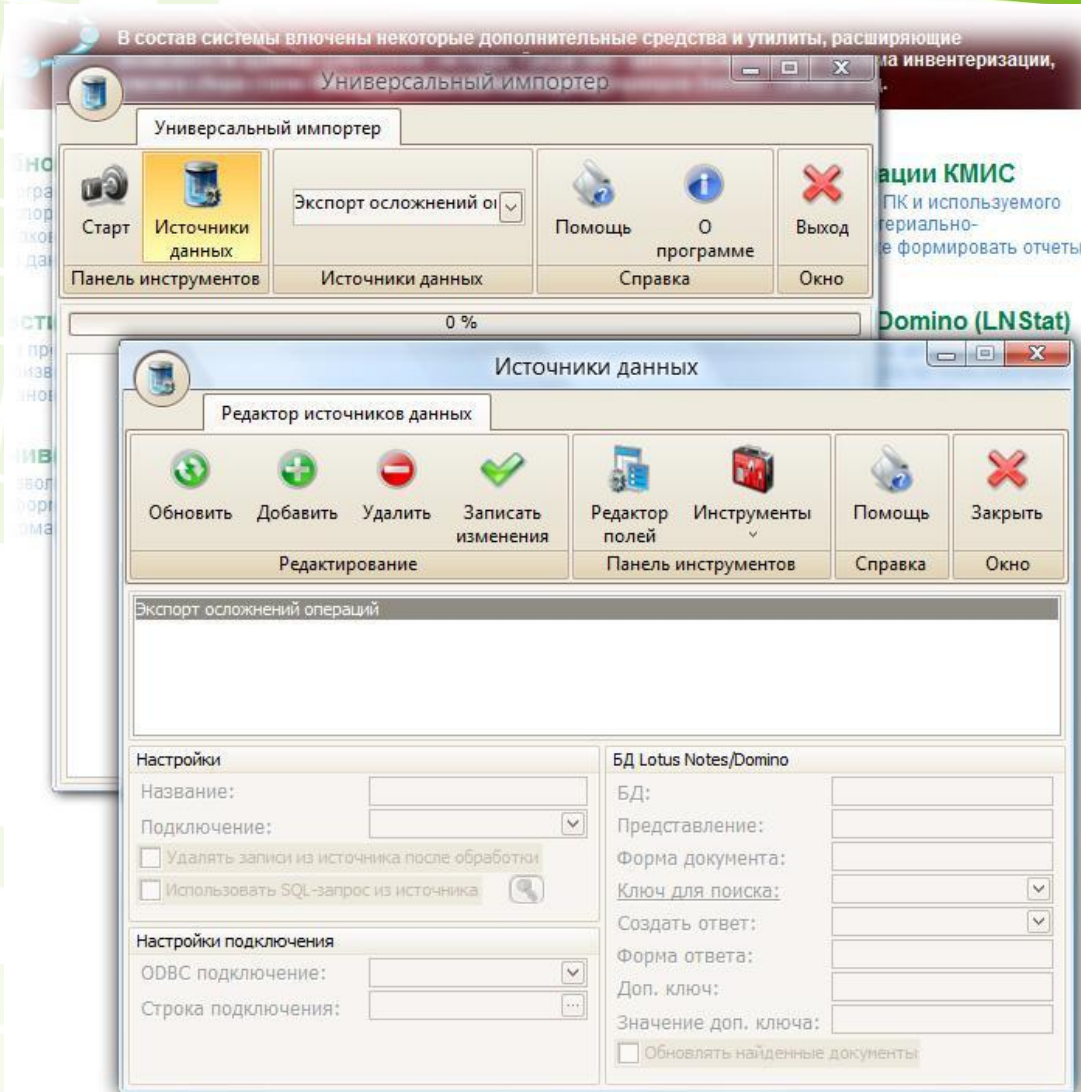 В состав системы влючены некоторые дополнительные средства и утилиты, расширяющие
ма инвентеризации,
Универсальный импортер
Универсальный импортер
Старт
Источники
данных
Экспорт осложнений
Помощь
О
программе
Выход
Панель инструментов
Источники данных
Справка
Окно
0 %
ации КМИС
ПК и используемого
териально-
е формировать отчеты
Domino (LNStat)
Источники данных
Редактор источников данных
Обновить
Добавить
Удалить
Записать
изменения
Редактор
полей
Инструменты
Помощь
Закрыть
Редактирование
Панель инструментов
Справка
Окно
Экспорт осложнений операций
Настройки
Название:
Подключение:
Удалять записи из источника после обработки
Использовать SQL-запрос из источника
Настройки подключения
ODBC подключение:
Строка подключения:
БД Lotus Notes/Domino
БД:
Представление:
Форма документа:
Ключ для поиска:
Создать ответ:
Форма ответа:
Доп. ключ:
Значение доп. ключа:
Обновлять найденные документы